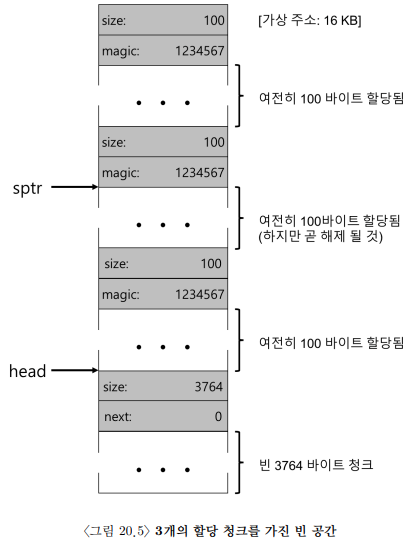 size: 100
[가상 주소: 16 KB]
magic: 1234567
• • •
여전히 100 바이트 할당됨
size: 100
magic: 1234567
sptr
• • •
여전히 100바이트 할당됨
(하지만 곧 해제 될 것)
size: 100
magic: 1234567
• • •
여전히 100 바이트 할당됨
head
size: 3764
next: 0
• • •
빈 3764 바이트 청크
〈그림 20.5〉 3개의 할당 청크를 가진 빈 공간